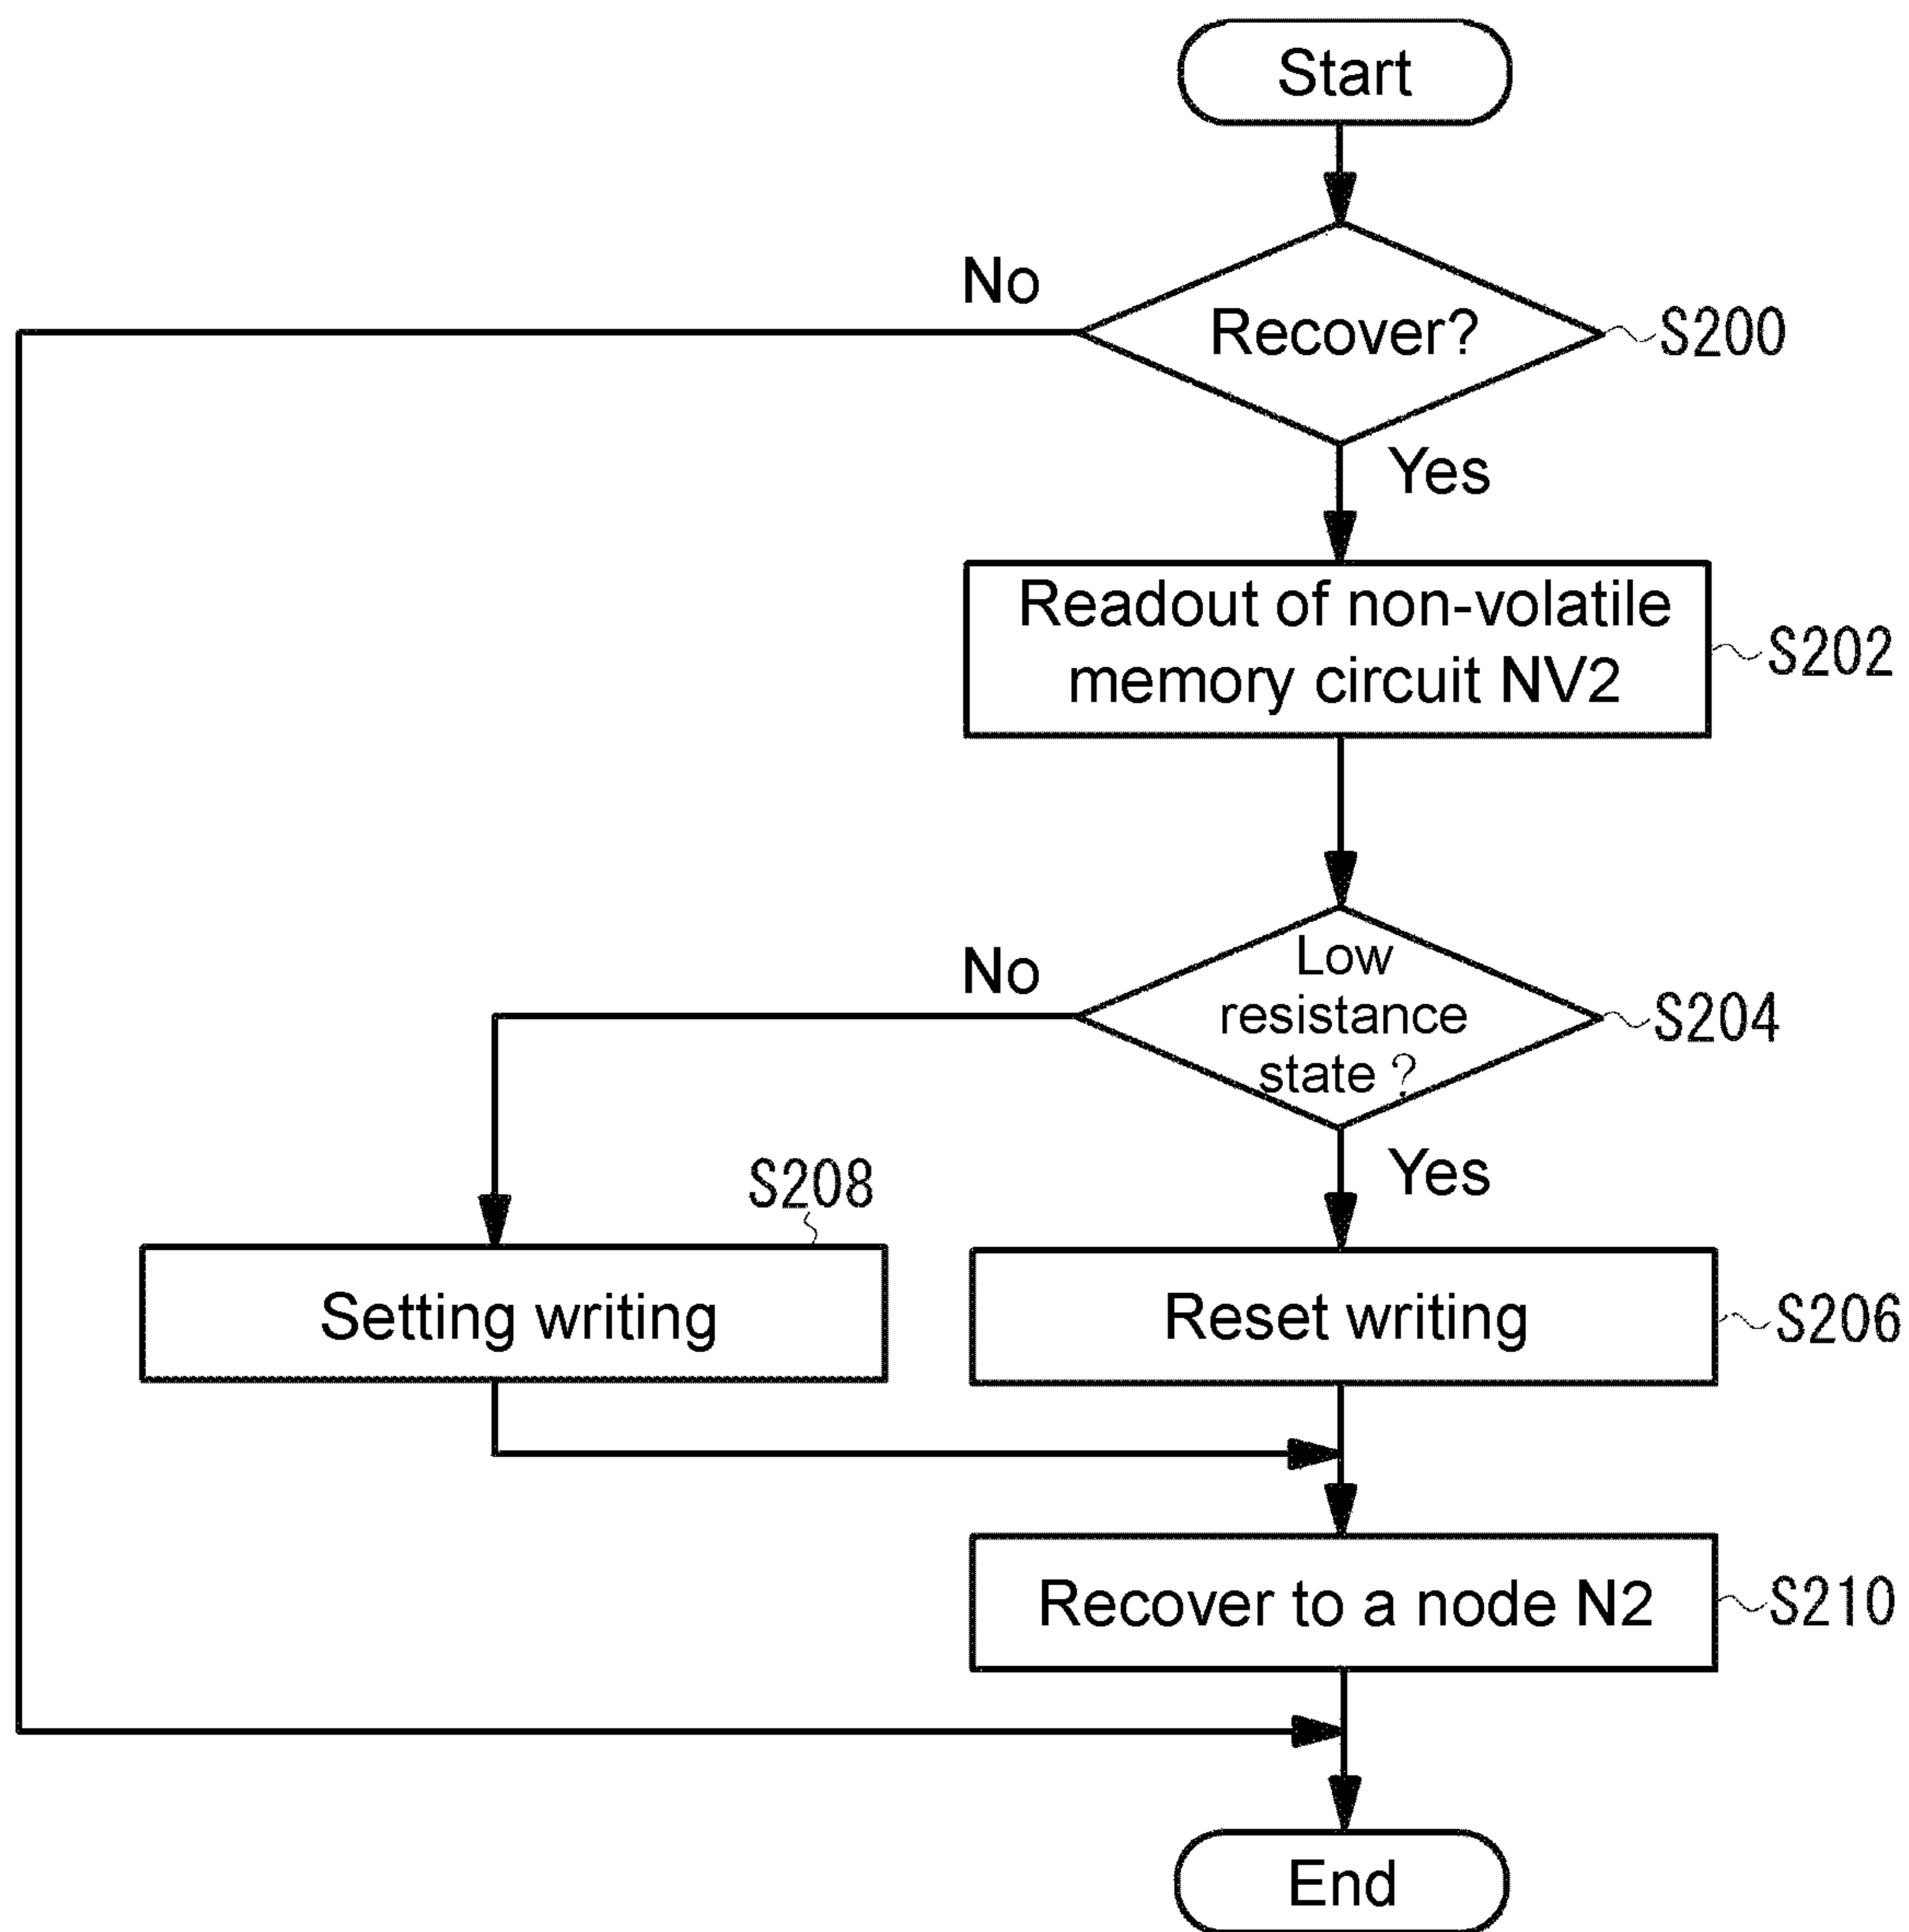 Start
No
Recover?
S200
Yes
Readout of non-volatile
memory circuit NV2
S202
No
Low
resistance
state ?
S204
Yes
S208
Setting writing
Reset writing
S206
Recover to a node N2
S210
End